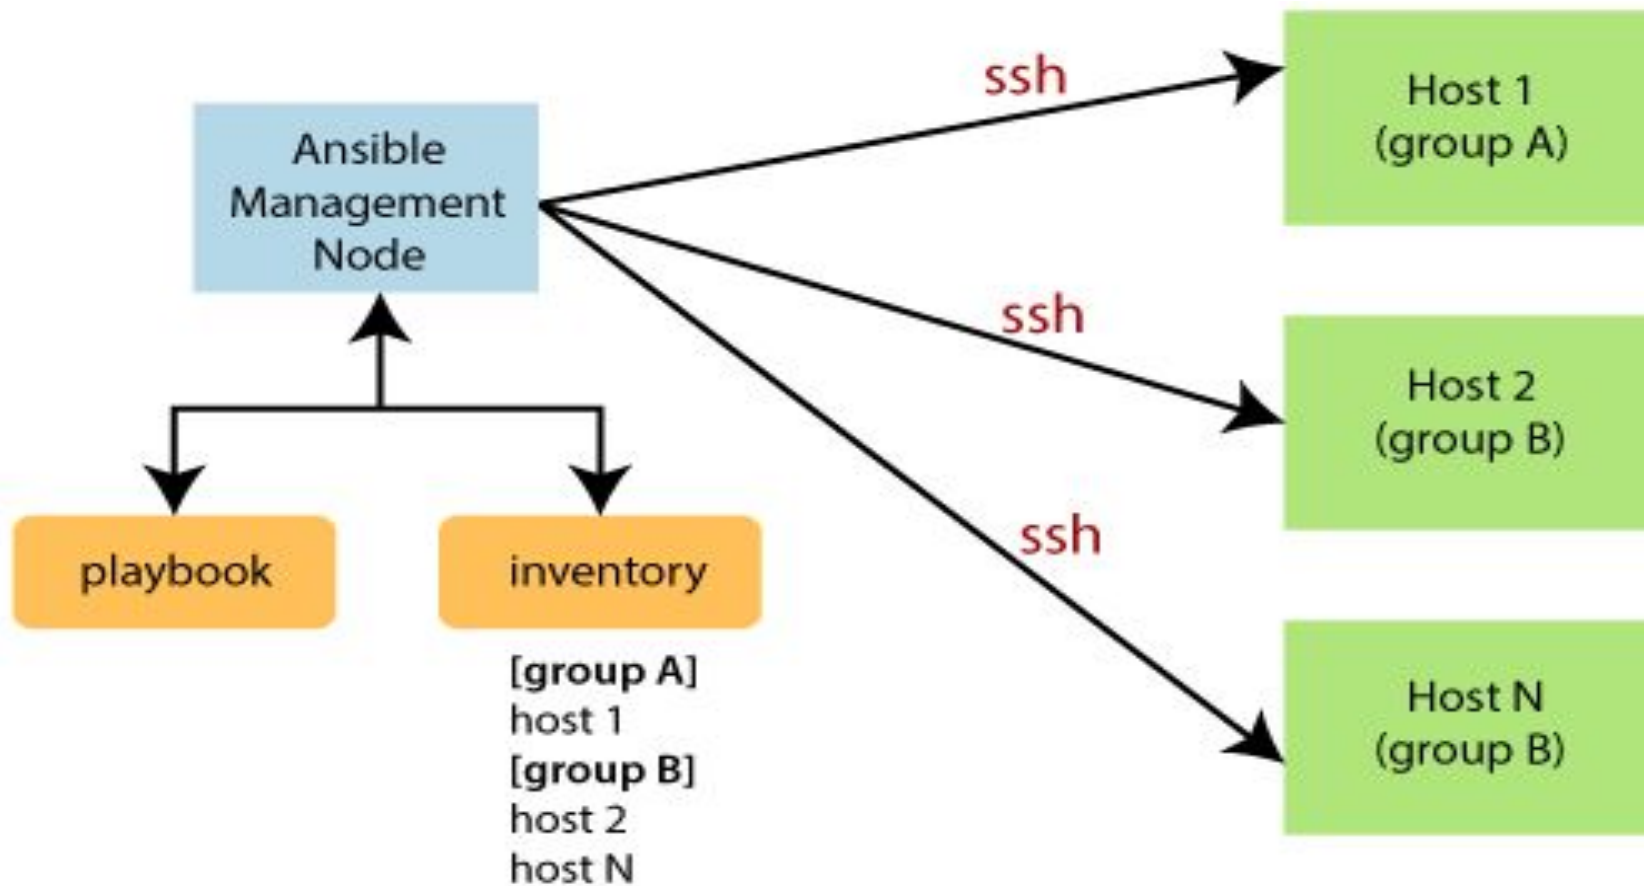 Ansible
Management
Node
ssh
ssh
ssh
Host 1
(group A)
Host 2
(group B)
Host N
(group B)
playbook
inventory
[group A]
host 1
[group B]
host 2
host N